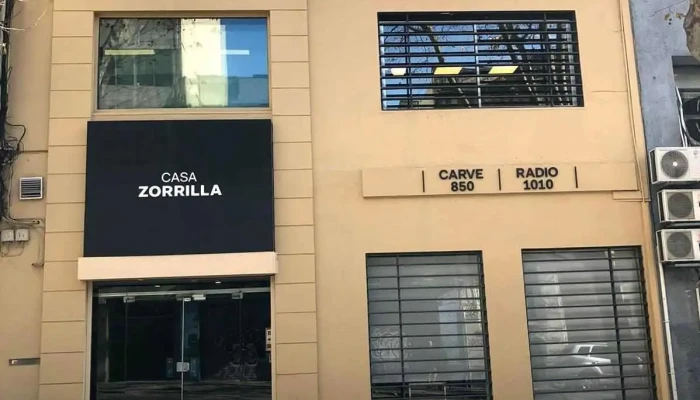 CASA
ZORRILLA
| CARVE | RADIO |
850 1010